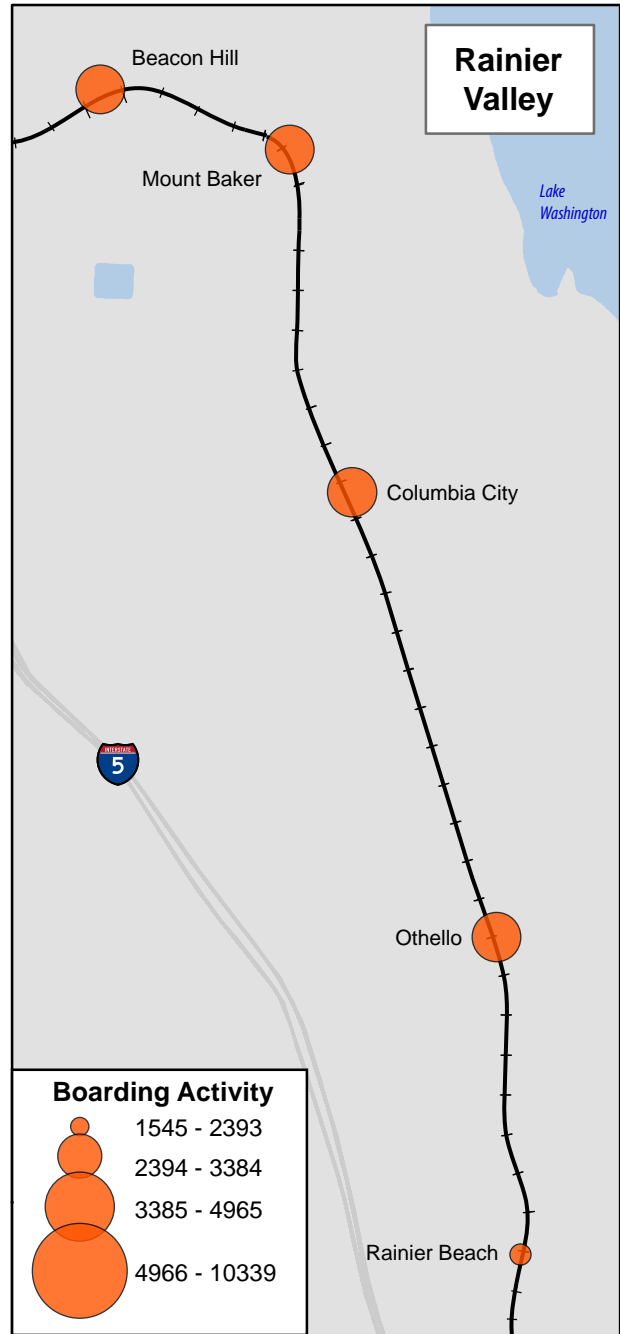 Beacon Hill
Rainier
Valley
Mount Baker
Lake
Washington
Columbia City
INTERSTATE
5
Othello
Boarding Activity
1545 - 2393
2394 - 3384
3385 - 4965
4966 - 10339
Rainier Beach